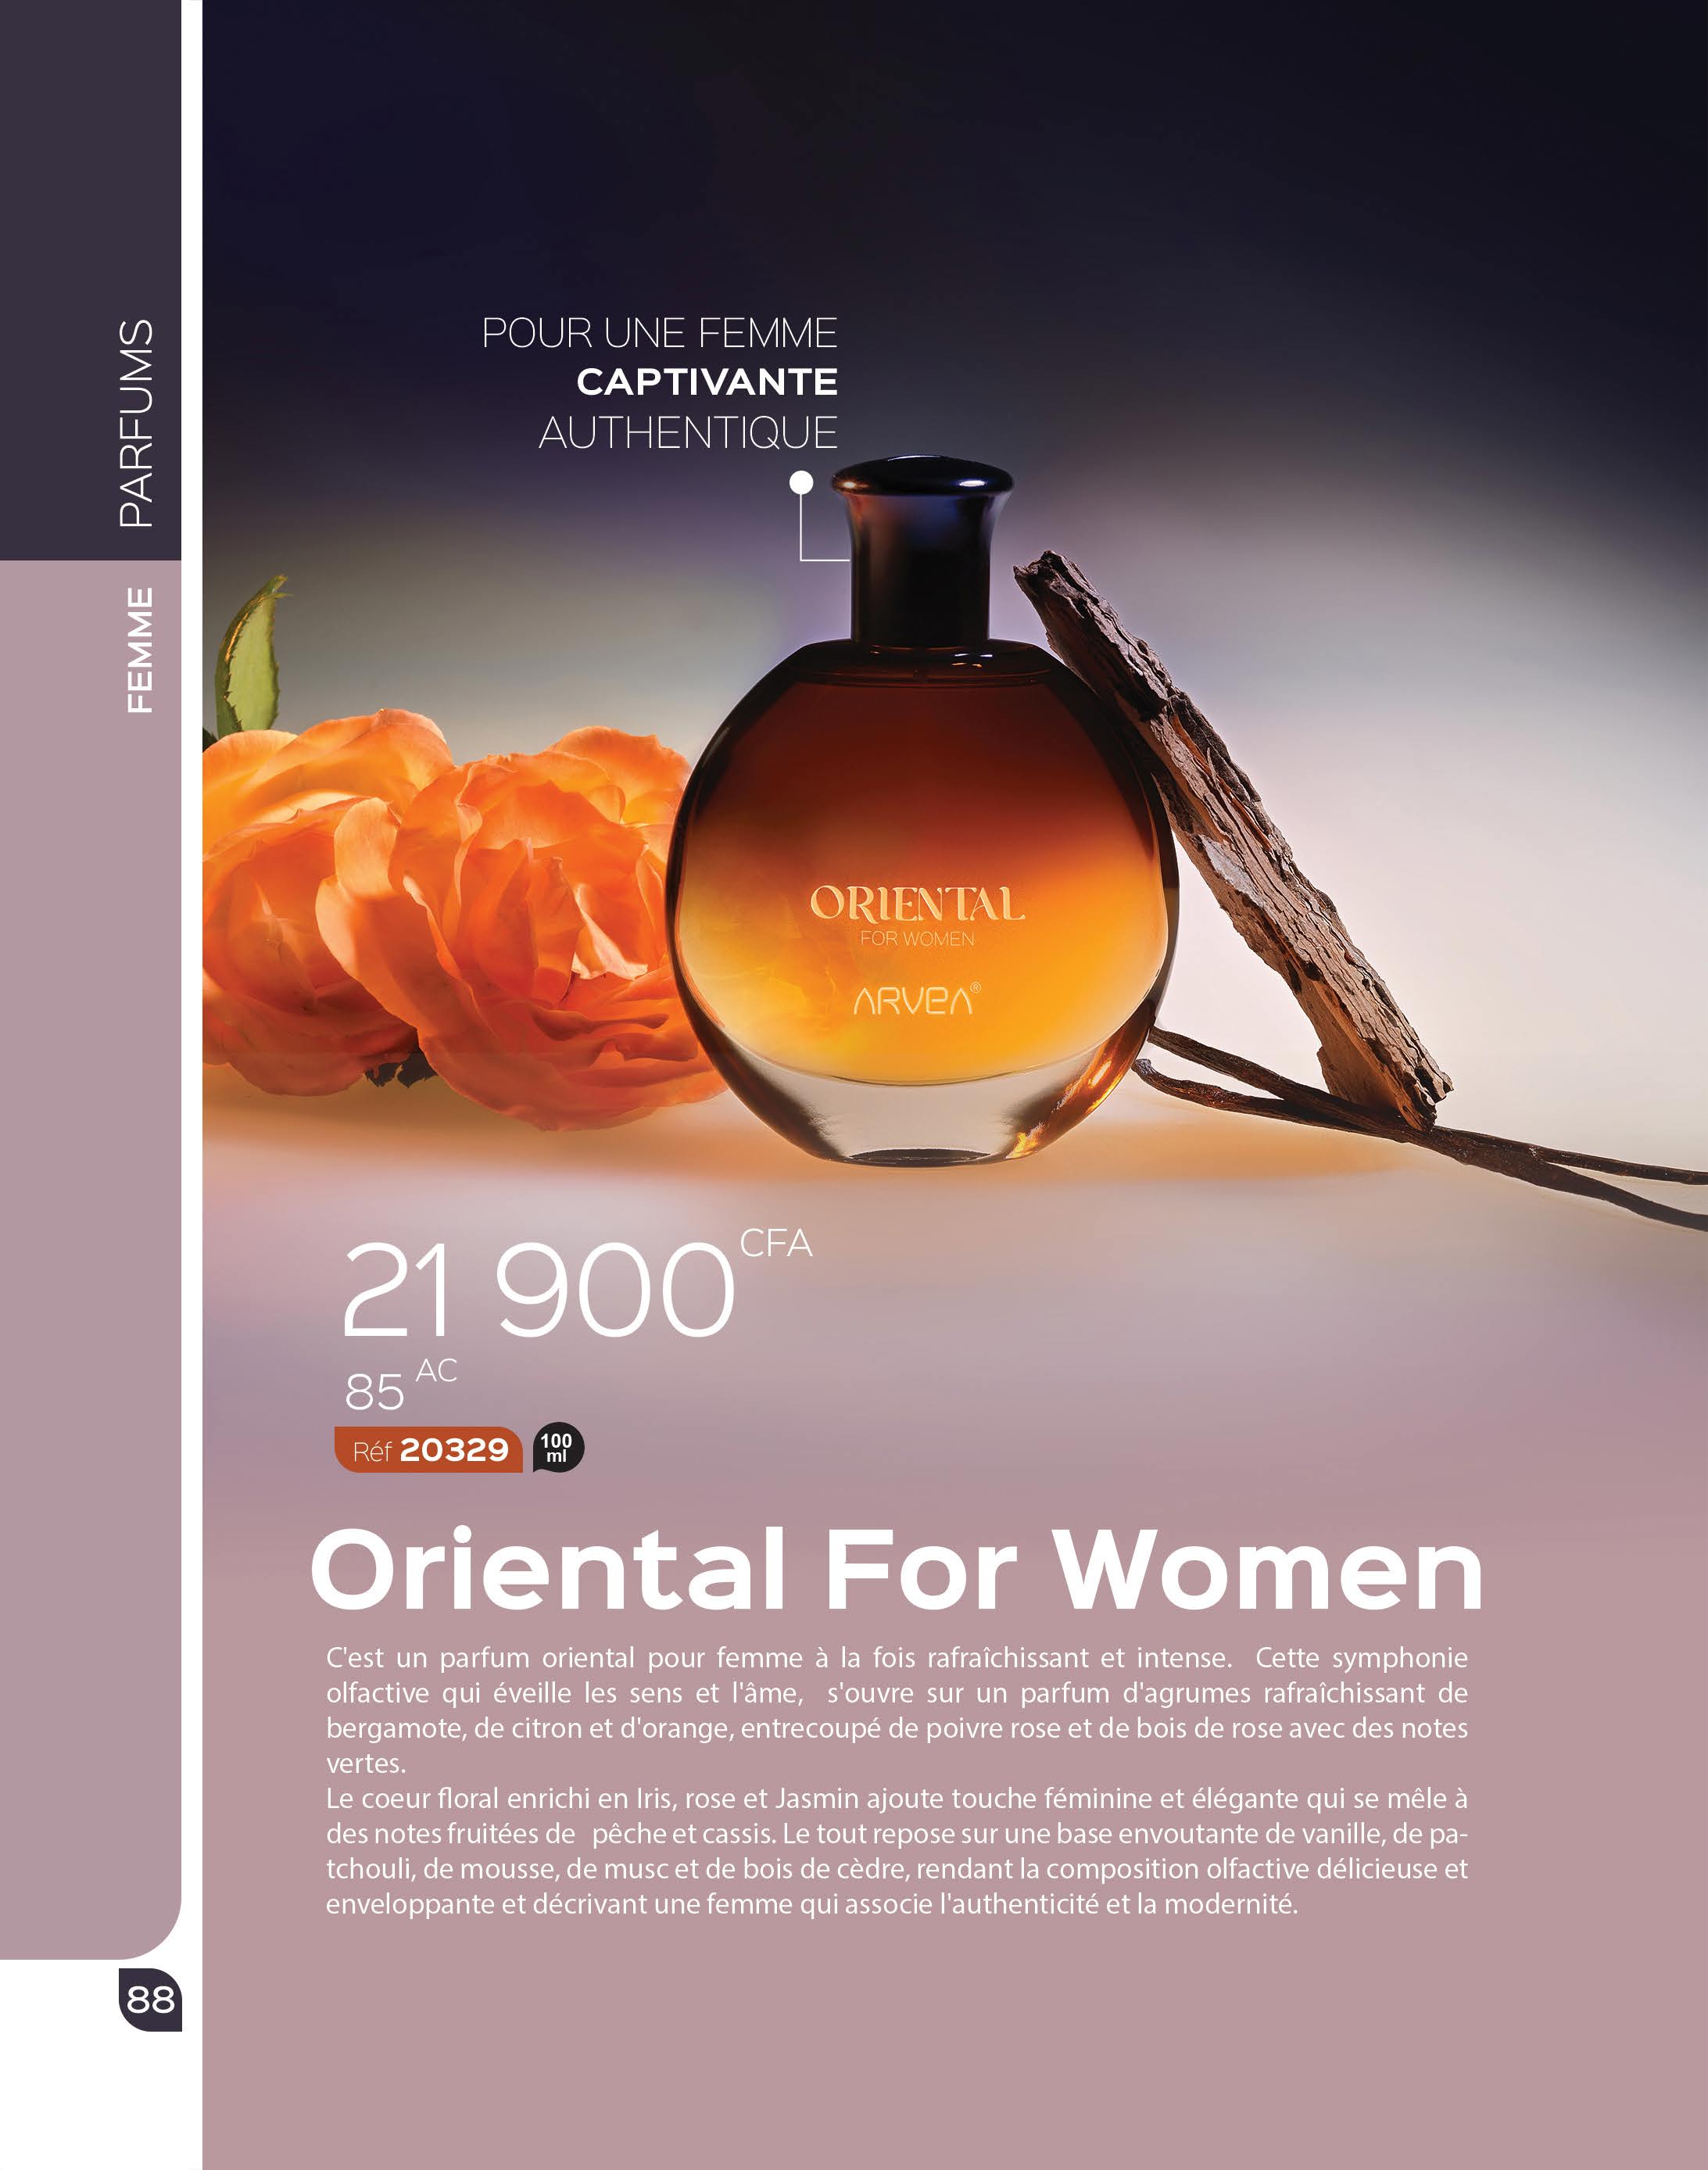 PARFUMS
FEMME
POUR UNE FEMME
CAPTIVANTE
AUTHENTIQUE
ORIENTAL
FOR WOMEN
ARVEA®
21 900 CFA
85 AC
Réf 20329
100
ml
Oriental For Women
C'est un parfum oriental pour femme à la fois rafraîchissant et intense. Cette symphonie
olfactive qui éveille les sens et l'âme, s'ouvre sur un parfum d'agrumes rafraîchissant de
bergamote, de citron et d'orange, entrecoupé de poivre rose et de bois de rose avec des notes
vertes.
Le coeur floral enrichi en Iris, rose et Jasmin ajoute touche féminine et élégante qui se mêle à
des notes fruitées de pêche et cassis. Le tout repose sur une base envoutante de vanille, de pa-
tchouli, de mousse, de musc et de bois de cèdre, rendant la composition olfactive délicieuse et
enveloppante et décrivant une femme qui associe l'authenticité et la modernité.
88